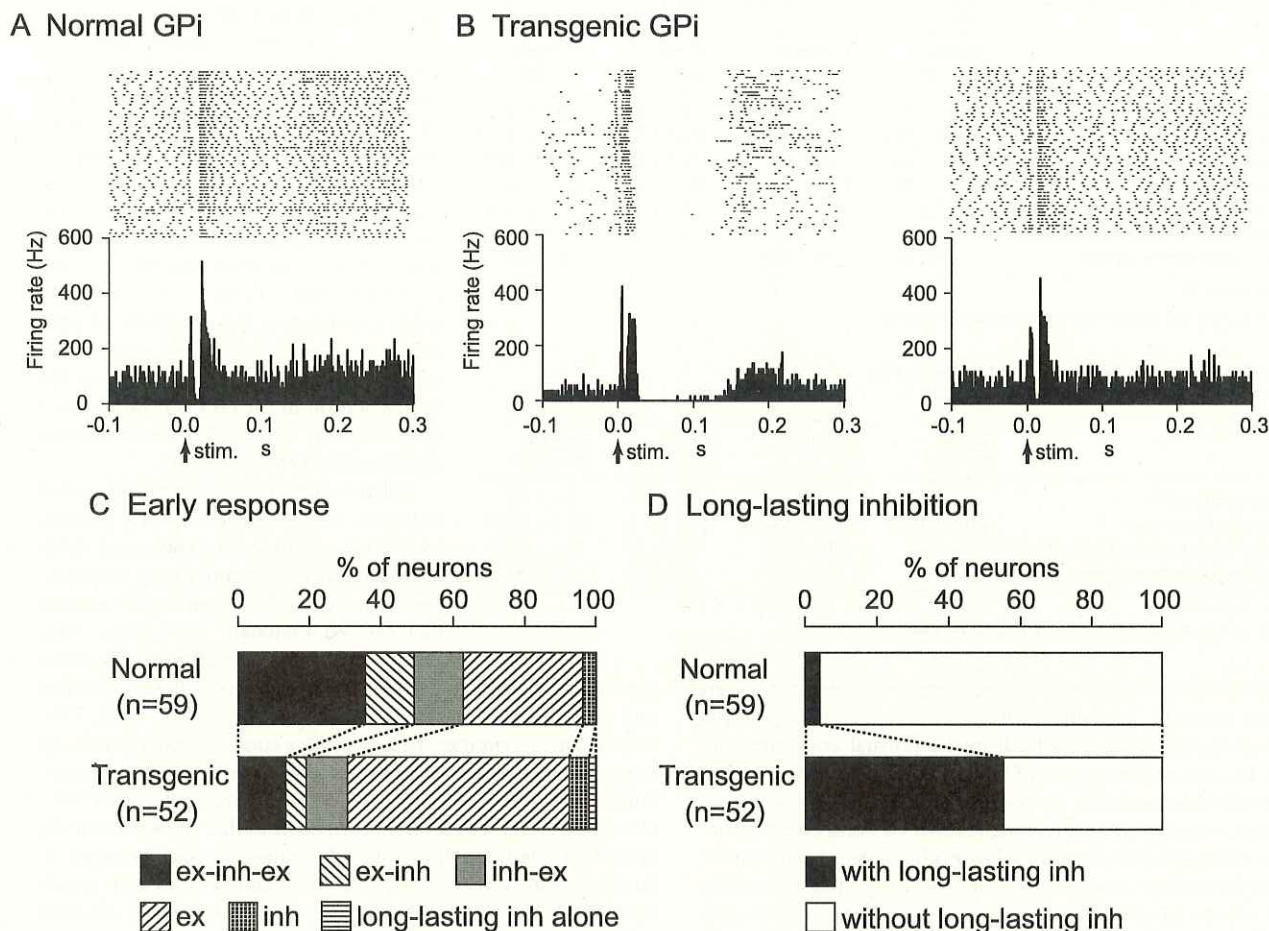 A Normal GPi
B Transgenic GPi
Firing rate (Hz)
600
400
200
0
-0.1 0.0 0.1 0.2 0.3
stim. s
Firing rate (Hz)
600
400
200
0
-0.1 0.0 0.1 0.2 0.3
stim. s
600
400
200
0
-0.1 0.0 0.1 0.2 0.3
stim. s
C Early response
% of neurons
0 20 40 60 80 100
Normal
(n=59)
Transgenic
(n=52)
ex-inh-ex ex-inh inh-ex
ex inh long-lasting inh alone
D Long-lasting inhibition
% of neurons
0 20 40 60 80 100
Normal
(n=59)
Transgenic
(n=52)
with long-lasting inh
without long-lasting inh